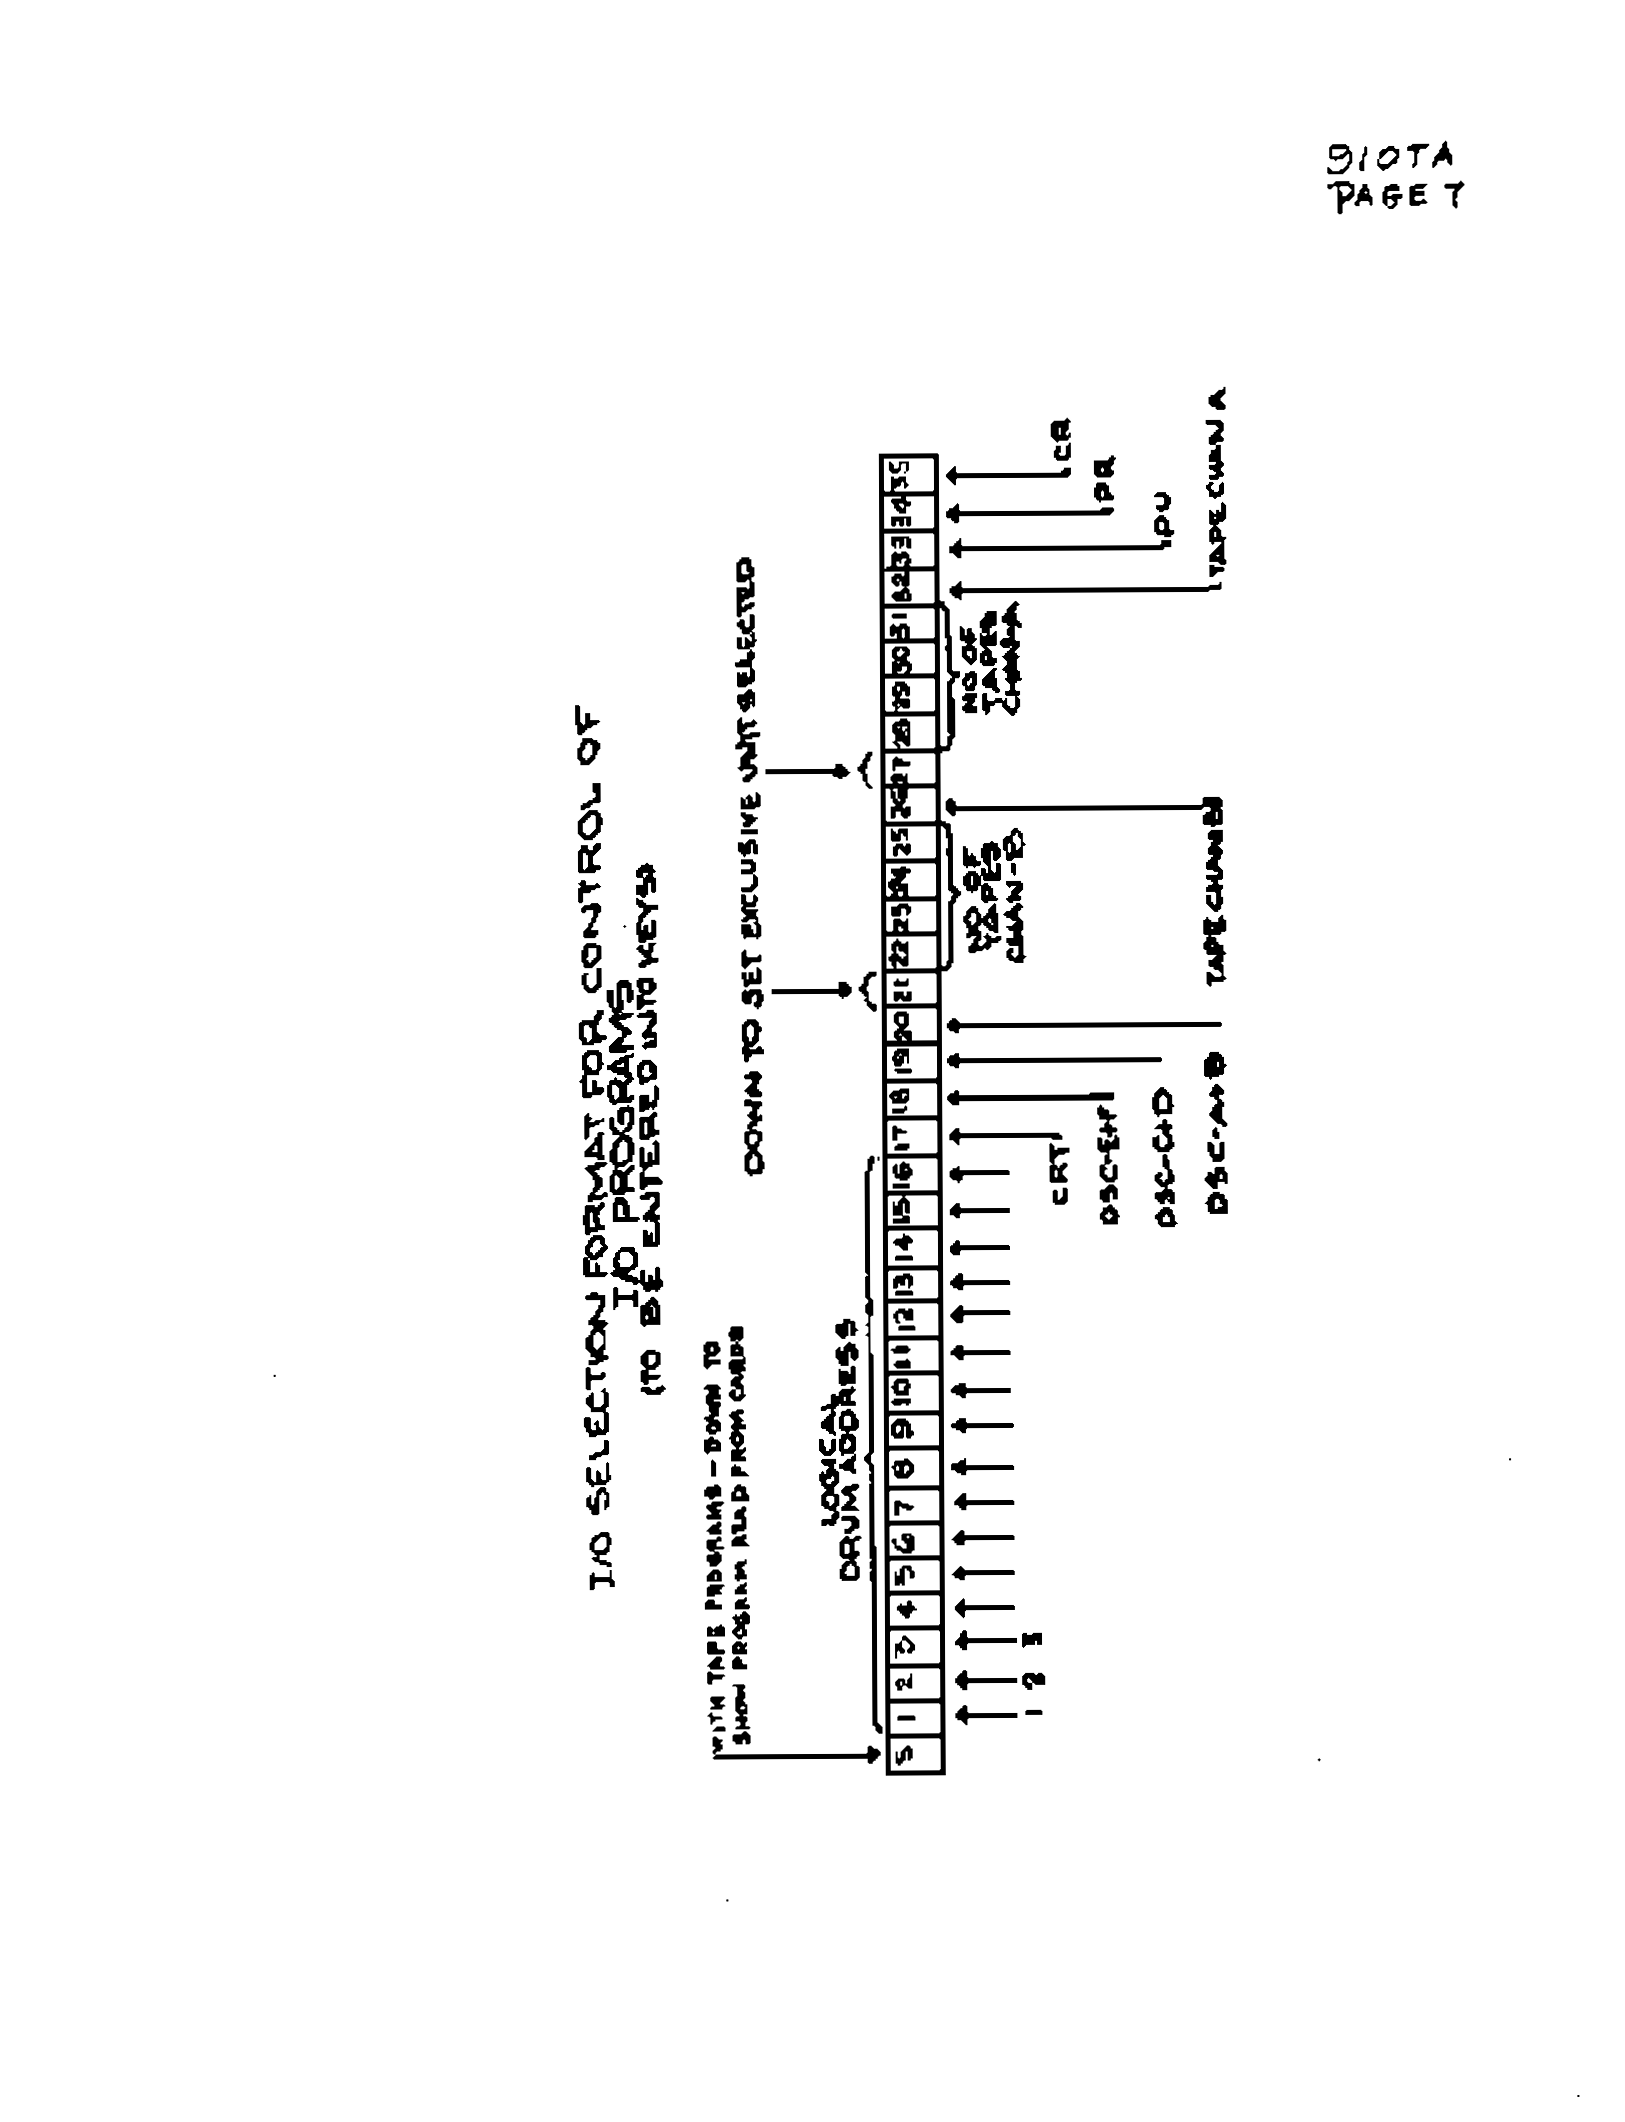 9I0TA
PAGE 7
I/O SELECTION FORMAT FOR CONTROL OF
I/O PROGRAMS
(TO BE ENTERED INTO KEYS)
WITH TAPE PROGRAMS - DOWN TO
SHOW PROGRAM READ FROM CARDS
DOWN TO SET EXCLUSIVE UNIT SELECTED
LOGICAL
DRUM ADDRESS
S 1 2 3 4 5 6 7 8 9 10 11 12 13 14 15 16 17 18 19 20 21 22 23 24 25 26 27 28 29 30 31 32 33 34 35
1 2 3
NO OF
TAPES
CHAN-B
NO OF
TAPES
CHAN-A
CRT
CR
DSC-E+F
PR
DSC-C+D
PU
DSC-A+B
TAPE CHAN B
TAPE CHAN A